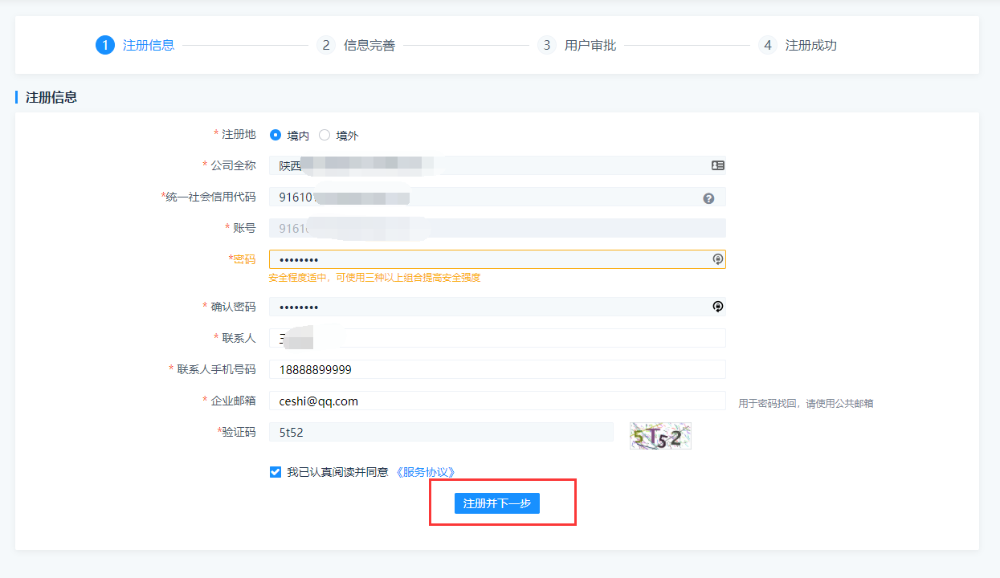 1 注册信息 2 信息完善 3 用户审批 4 注册成功
注册信息
* 注册地 境内 境外
* 公司全称 陕西
*统一社会信用代码 91610 ?
* 账号 9161
*密码 ••••••••
安全程度适中，可使用三种以上组合提高安全强度
* 确认密码 ••••••••
* 联系人
* 联系人手机号码 18888899999
* 企业邮箱 ceshi@qq.com 用于密码找回，请使用公共邮箱
*验证码 5t52 5T52
我已认真阅读并同意 《服务协议》
注册并下一步